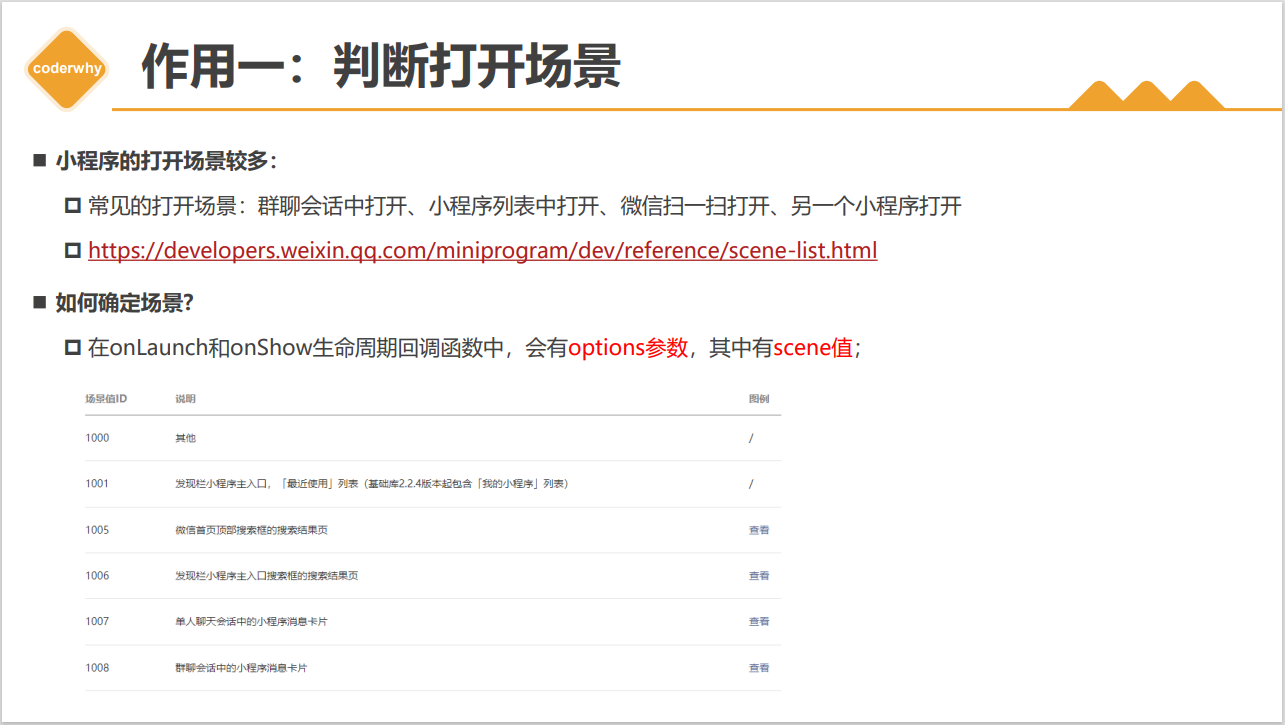 coderwhy
作用一：判断打开场景
小程序的打开场景较多：
常见的打开场景：群聊会话中打开、小程序列表中打开、微信扫一扫打开、另一个小程序打开
https://developers.weixin.qq.com/miniprogram/dev/reference/scene-list.html
如何确定场景?
在onLaunch和onShow生命周期回调函数中，会有options参数，其中有scene值；
场景值ID 说明 图例
1000 其他 /
1001 发现栏小程序主入口，「最近使用」列表（基础库2.2.4版本起包含「我的小程序」列表） /
1005 微信首页顶部搜索框的搜索结果页 查看
1006 发现栏小程序主入口搜索框的搜索结果页 查看
1007 单人聊天会话中的小程序消息卡片 查看
1008 群聊会话中的小程序消息卡片 查看